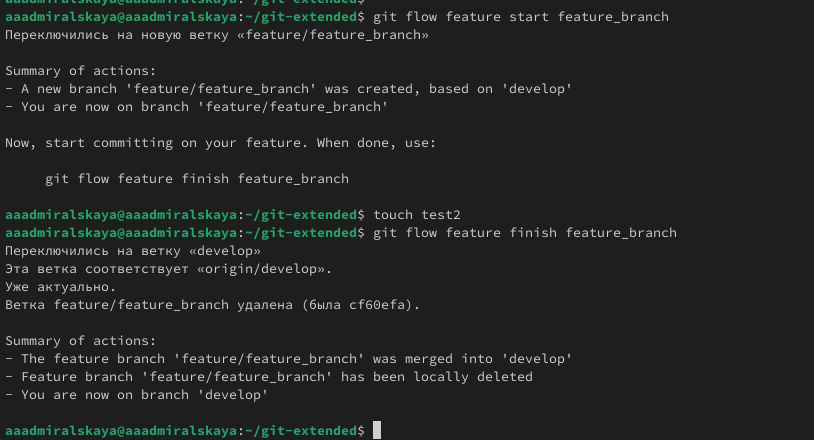 aaadmiralskaya@aaadmiralskaya:~/git-extended$
aaadmiralskaya@aaadmiralskaya:~/git-extended$ git flow feature start feature_branch
Переключились на новую ветку «feature/feature_branch»
Summary of actions:
- A new branch 'feature/feature_branch' was created, based on 'develop'
- You are now on branch 'feature/feature_branch'
Now, start committing on your feature. When done, use:
git flow feature finish feature_branch
aaadmiralskaya@aaadmiralskaya:~/git-extended$ touch test2
aaadmiralskaya@aaadmiralskaya:~/git-extended$ git flow feature finish feature_branch
Переключились на ветку «develop»
Эта ветка соответствует «origin/develop».
Уже актуально.
Ветка feature/feature_branch удалена (была cf60efa).
Summary of actions:
- The feature branch 'feature/feature_branch' was merged into 'develop'
- Feature branch 'feature/feature_branch' has been locally deleted
- You are now on branch 'develop'
aaadmiralskaya@aaadmiralskaya:~/git-extended$